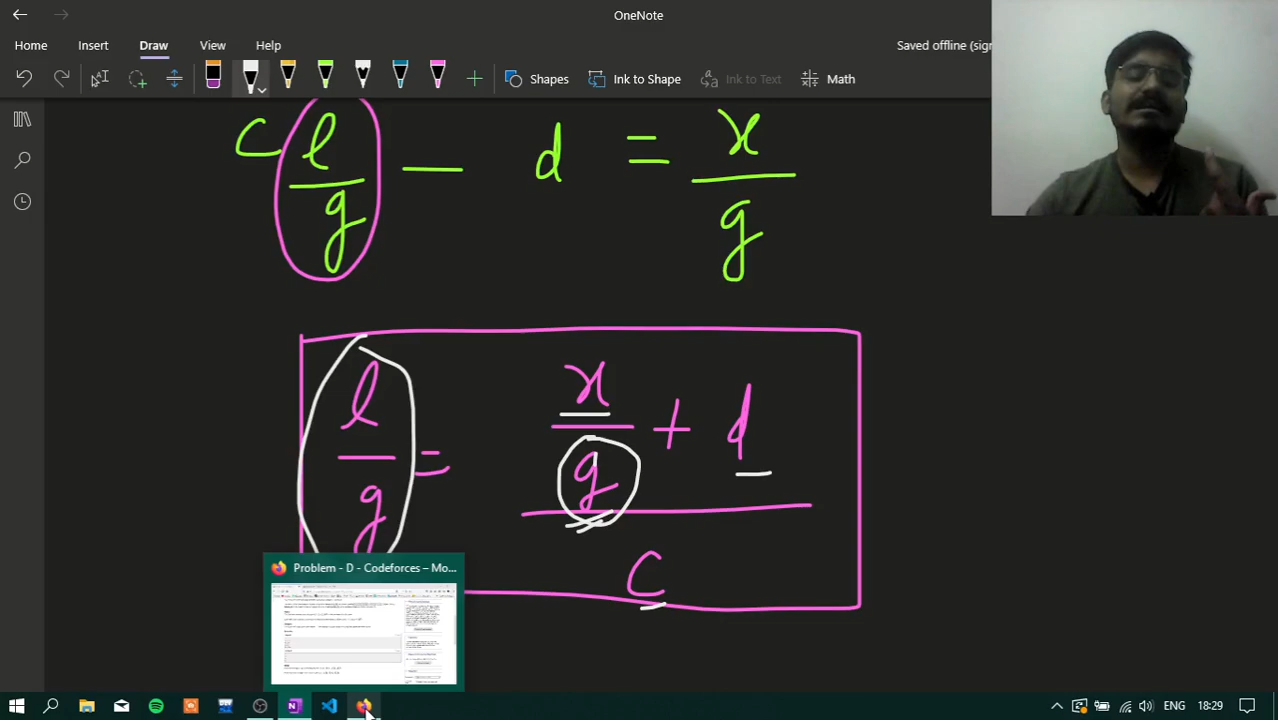 OneNote
Home Insert Draw View Help
Saved offline (sign
Shapes Ink to Shape Ink to Text Math
c l/g - d = x/g
l/g = (x/g + d)/c
Problem - D - Codeforces – Mo...
ENG 18:29